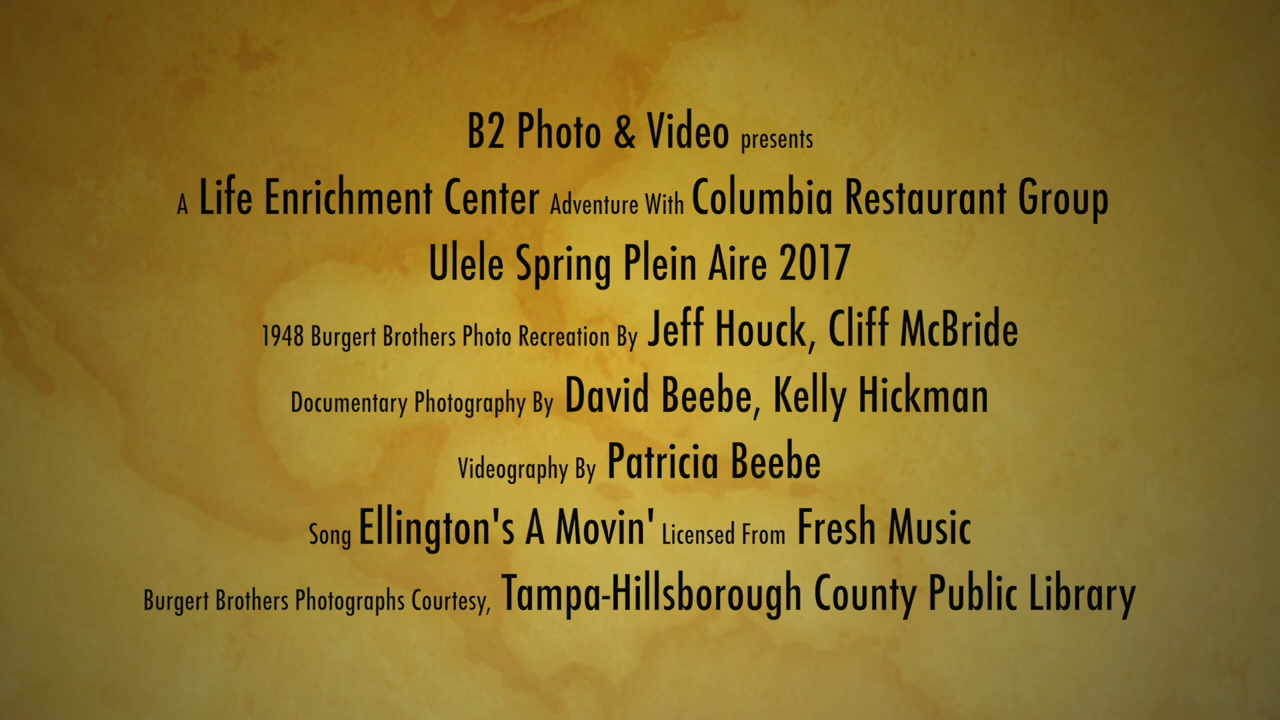 B2 Photo & Video presents
A Life Enrichment Center Adventure With Columbia Restaurant Group
Ulele Spring Plein Aire 2017
1948 Burgert Brothers Photo Recreation By Jeff Houck, Cliff McBride
Documentary Photography By David Beebe, Kelly Hickman
Videography By Patricia Beebe
Song Ellington's A Movin' Licensed From Fresh Music
Burgert Brothers Photographs Courtesy, Tampa-Hillsborough County Public Library